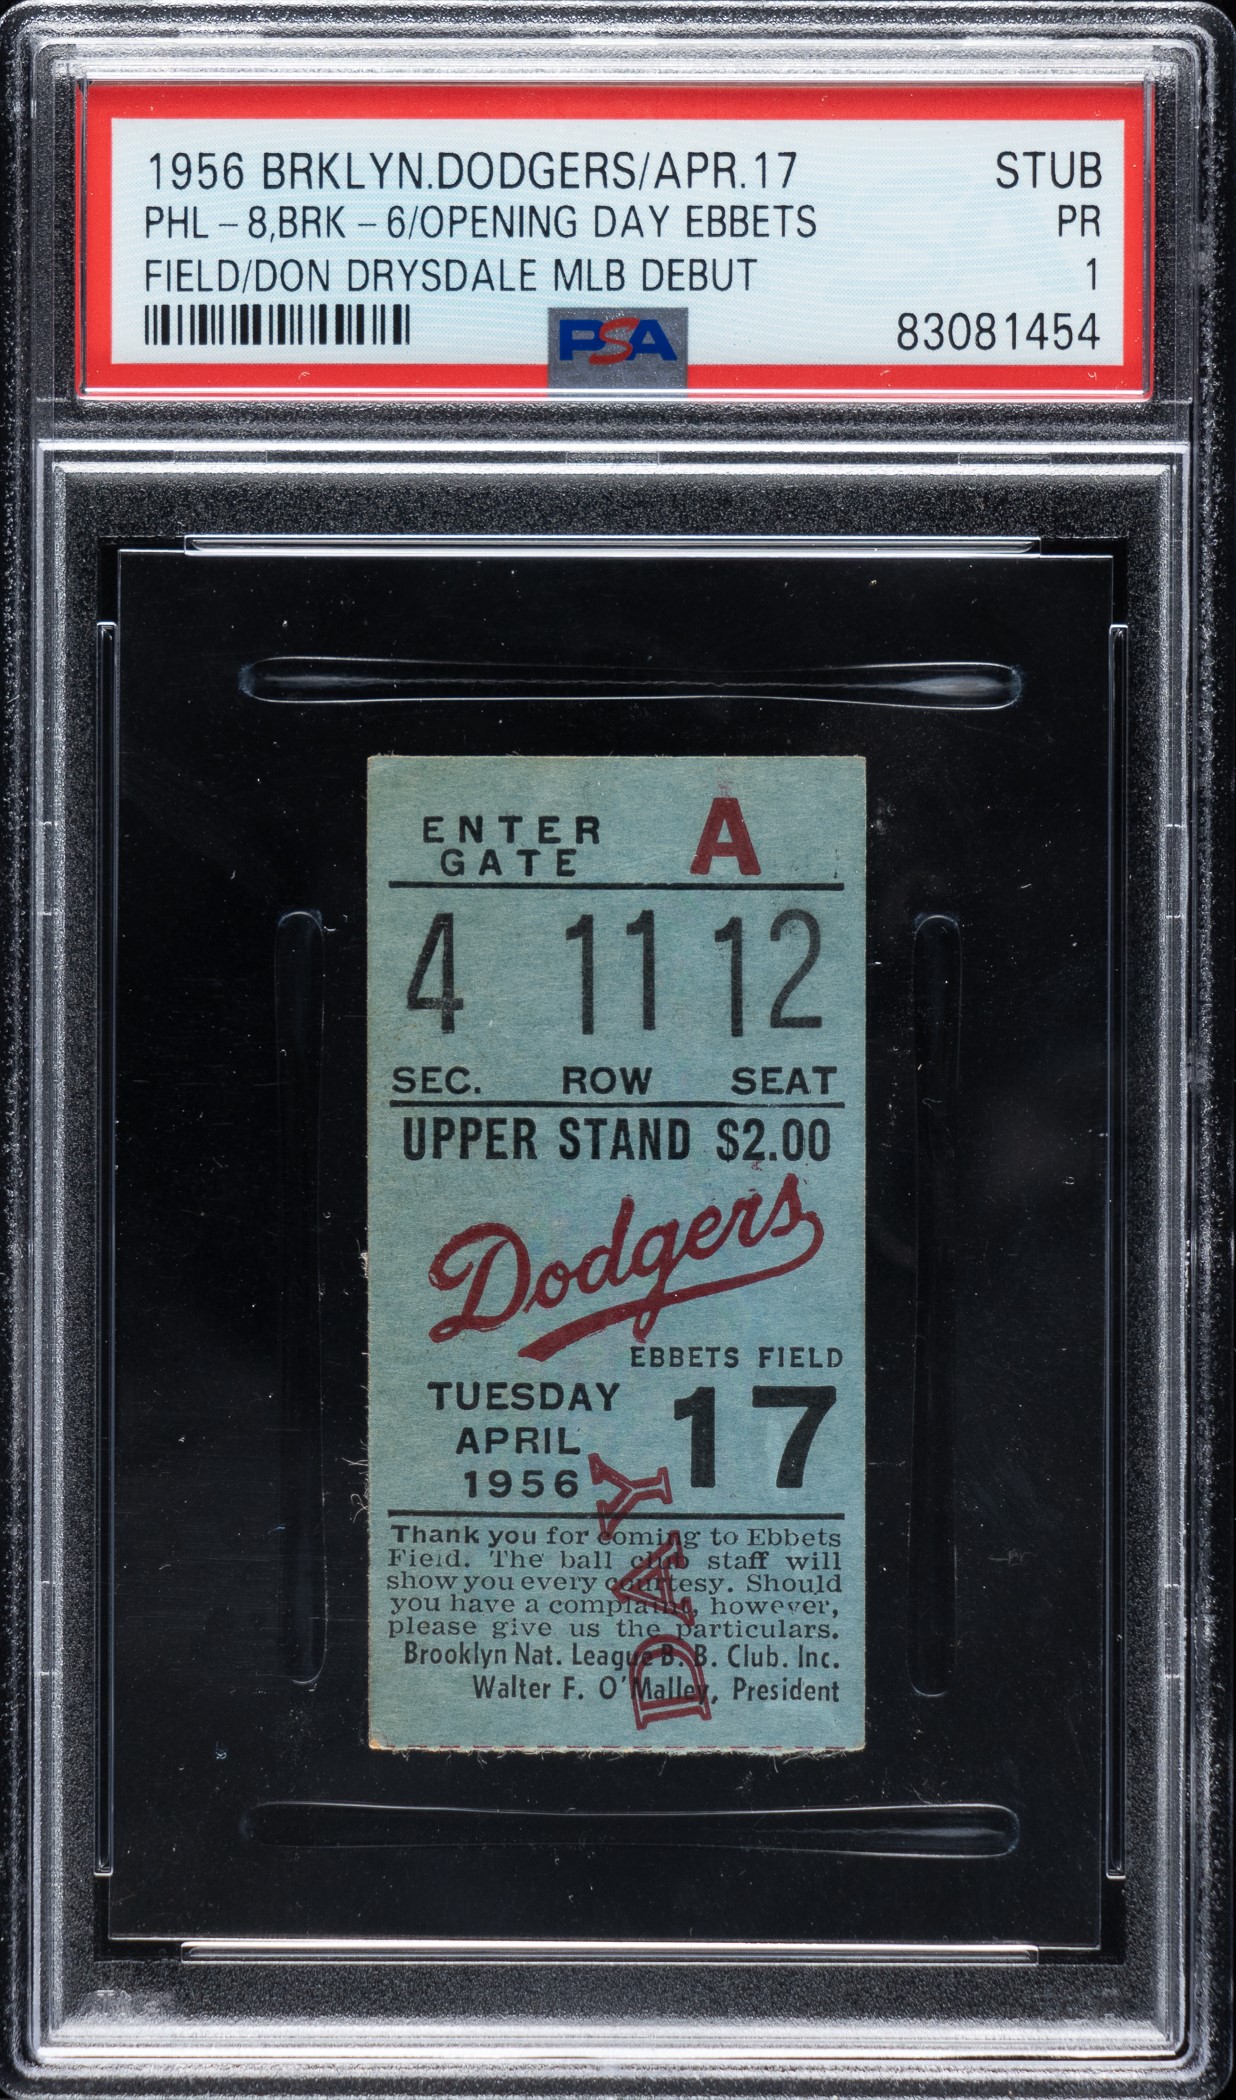 1956 BRKLYN.DODGERS/APR.17 STUB
PHL-8,BRK-6/OPENING DAY EBBETS PR
FIELD/DON DRYSDALE MLB DEBUT 1
PSA 83081454
ENTER
GATE A
4 11 12
SEC. ROW SEAT
UPPER STAND $2.00
Dodgers
EBBETS FIELD
TUESDAY
APRIL 17
1956
DAY
Thank you for coming to Ebbets
Field. The ball club staff will
show you every courtesy. Should
you have a complaint, however,
please give us the particulars.
Brooklyn Nat. League B. B. Club. Inc.
Walter F. O'Malley, President